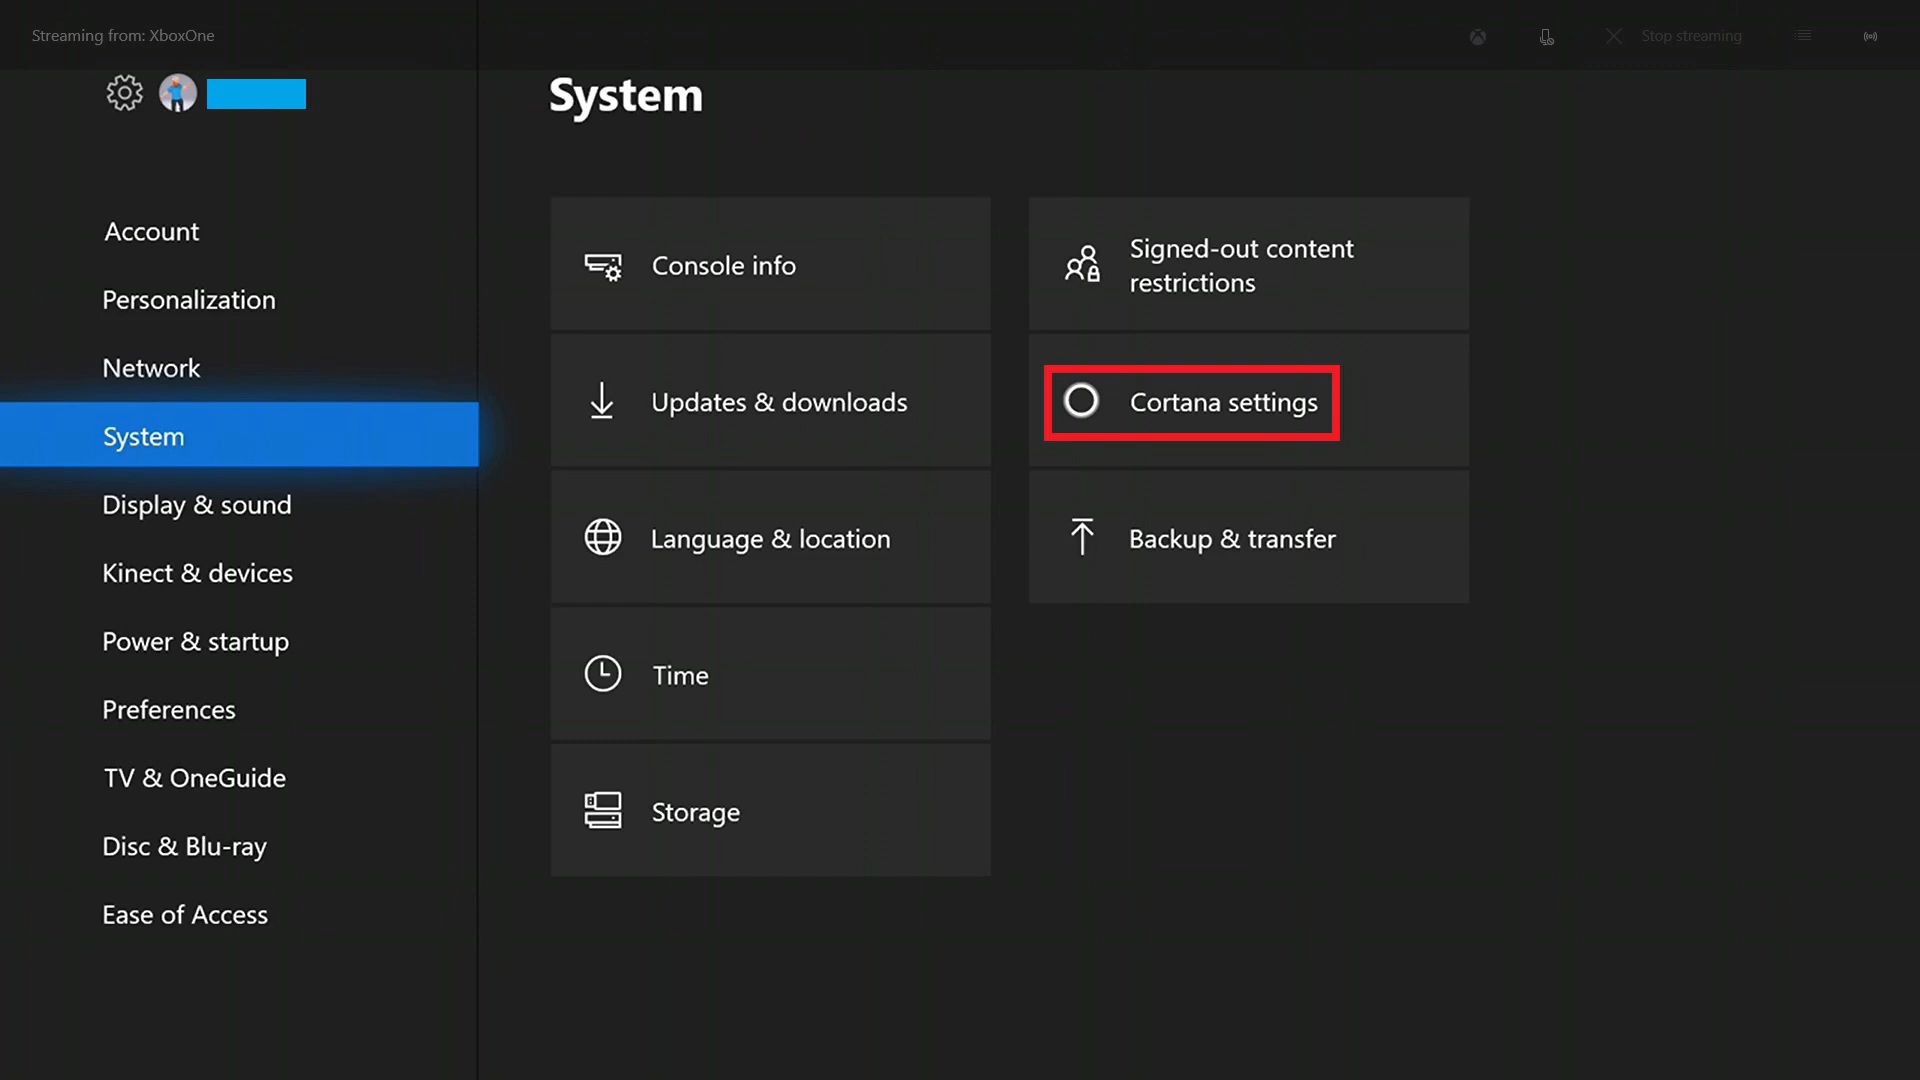 Streaming from: XboxOne
Stop streaming
System
Account
Personalization
Network
System
Display & sound
Kinect & devices
Power & startup
Preferences
TV & OneGuide
Disc & Blu-ray
Ease of Access
Console info
Updates & downloads
Language & location
Time
Storage
Signed-out content
restrictions
Cortana settings
Backup & transfer